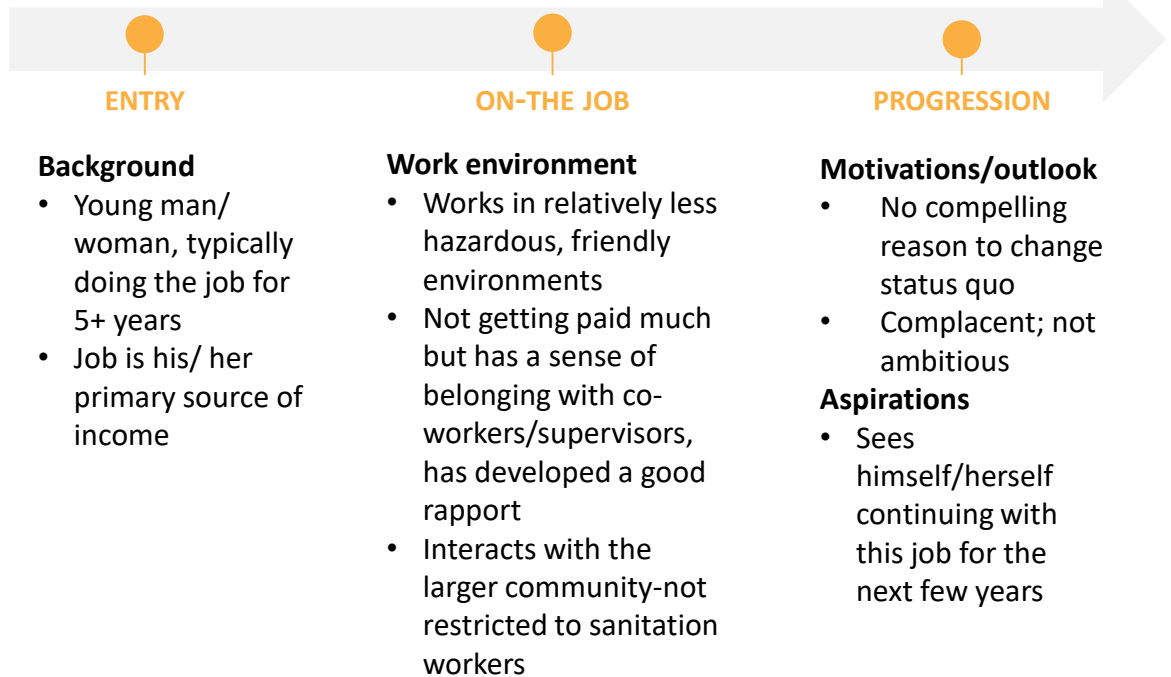 ENTRY
ON-THE JOB
PROGRESSION
Background
• Young man/
woman, typically
doing the job for
5+ years
• Job is his/ her
primary source of
income
Work environment
• Works in relatively less
hazardous, friendly
environments
• Not getting paid much
but has a sense of
belonging with co-
workers/supervisors,
has developed a good
rapport
• Interacts with the
larger community-not
restricted to sanitation
workers
Motivations/outlook
• No compelling
reason to change
status quo
• Complacent; not
ambitious
Aspirations
• Sees
himself/herself
continuing with
this job for the
next few years